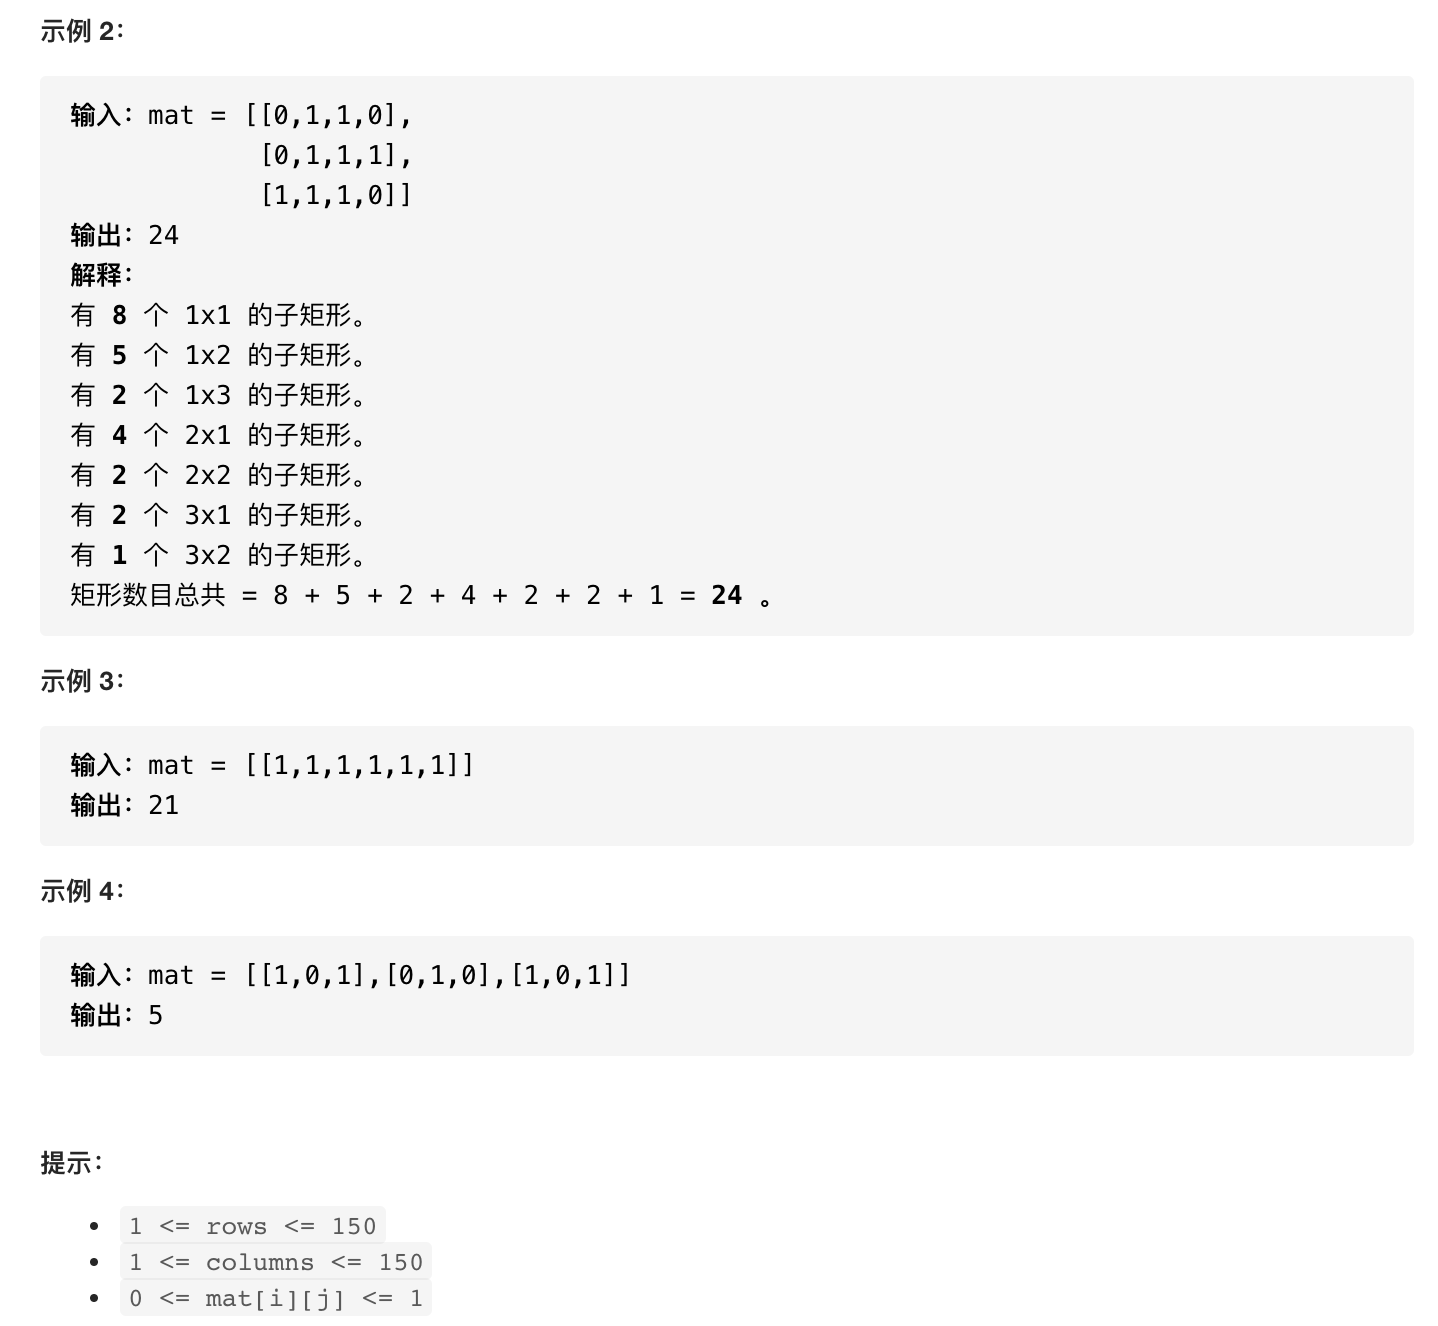 示例 2:
输入: mat = [[0,1,1,0],
[0,1,1,1],
[1,1,1,0]]
输出: 24
解释:
有 8 个 1x1 的子矩形。
有 5 个 1x2 的子矩形。
有 2 个 1x3 的子矩形。
有 4 个 2x1 的子矩形。
有 2 个 2x2 的子矩形。
有 2 个 3x1 的子矩形。
有 1 个 3x2 的子矩形。
矩形数目总共 = 8 + 5 + 2 + 4 + 2 + 2 + 1 = 24 。
示例 3:
输入: mat = [[1,1,1,1,1,1]]
输出: 21
示例 4:
输入: mat = [[1,0,1],[0,1,0],[1,0,1]]
输出: 5
提示:
• 1 <= rows <= 150
• 1 <= columns <= 150
• 0 <= mat[i][j] <= 1